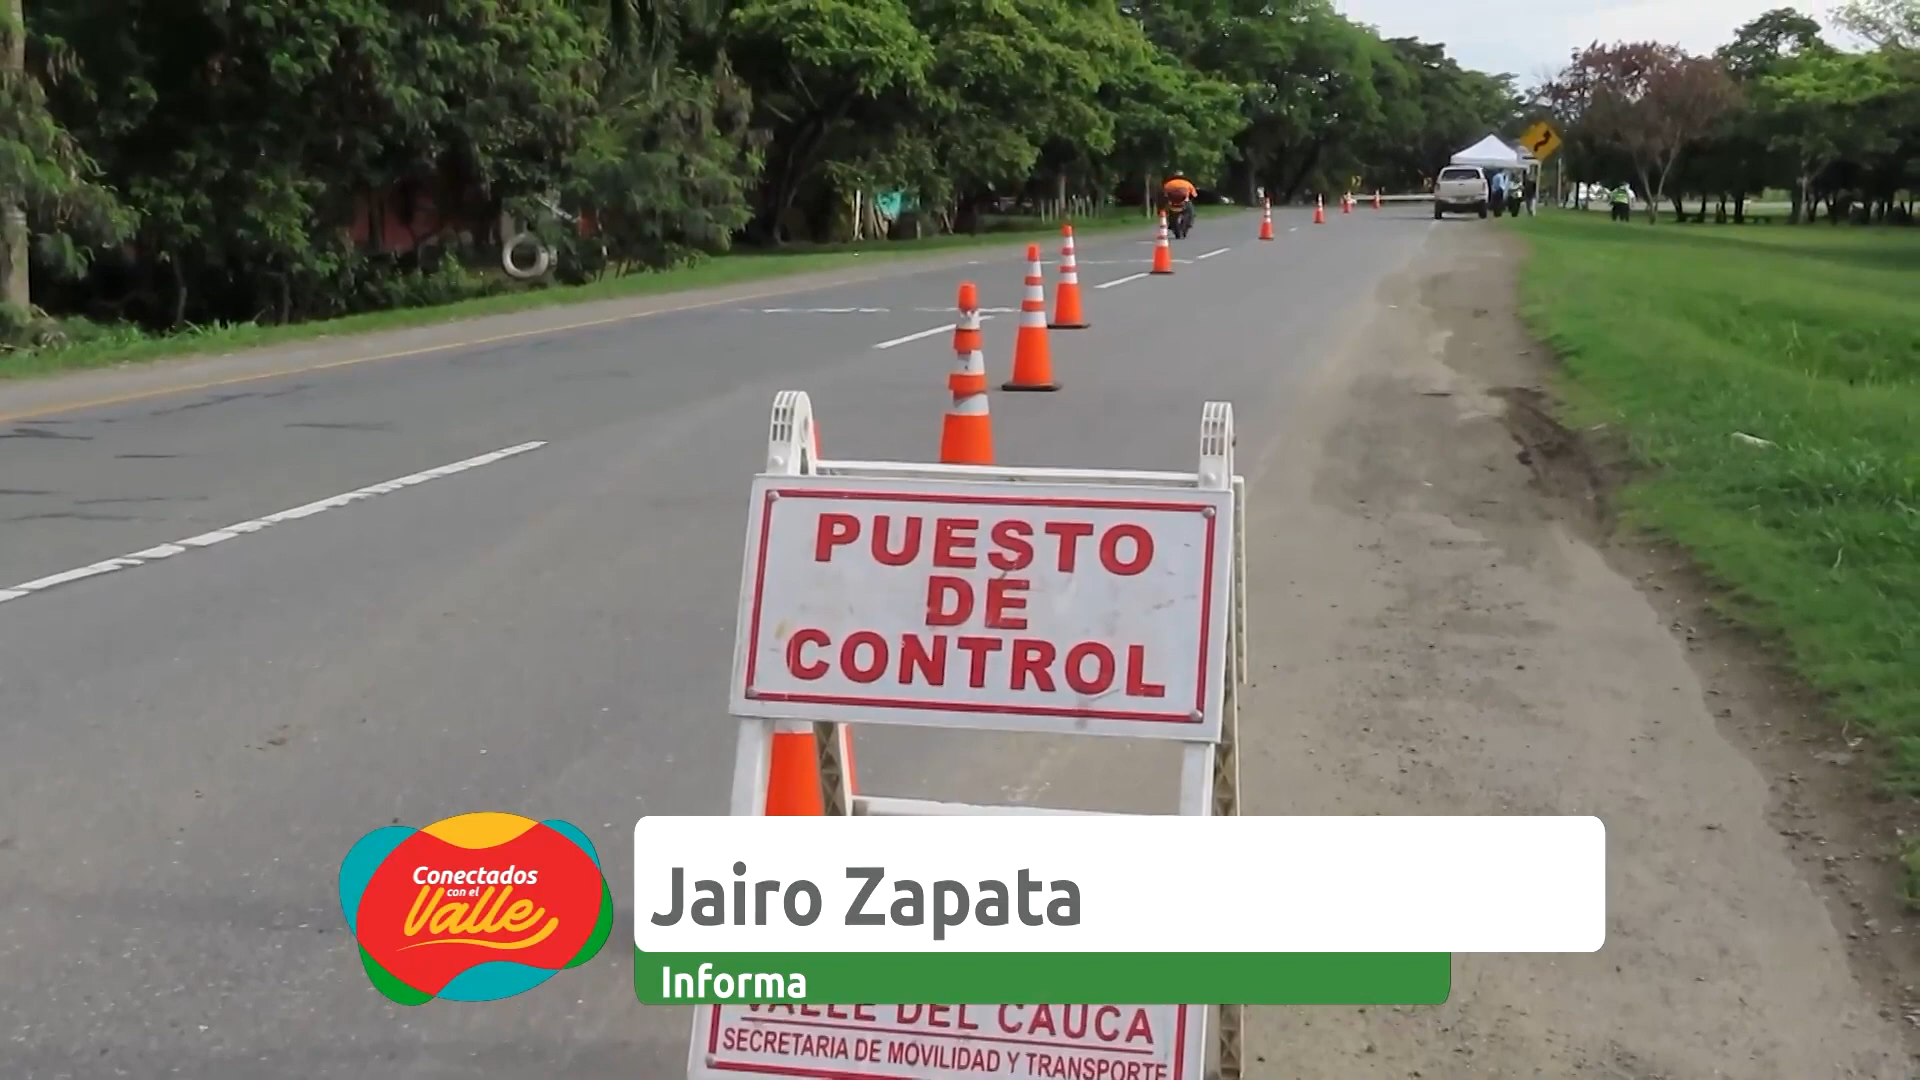 PUESTO
DE
CONTROL
Conectados
con el
Valle
Jairo Zapata
Informa
VALLE DEL CAUCA
SECRETARIA DE MOVILIDAD Y TRANSPORTE